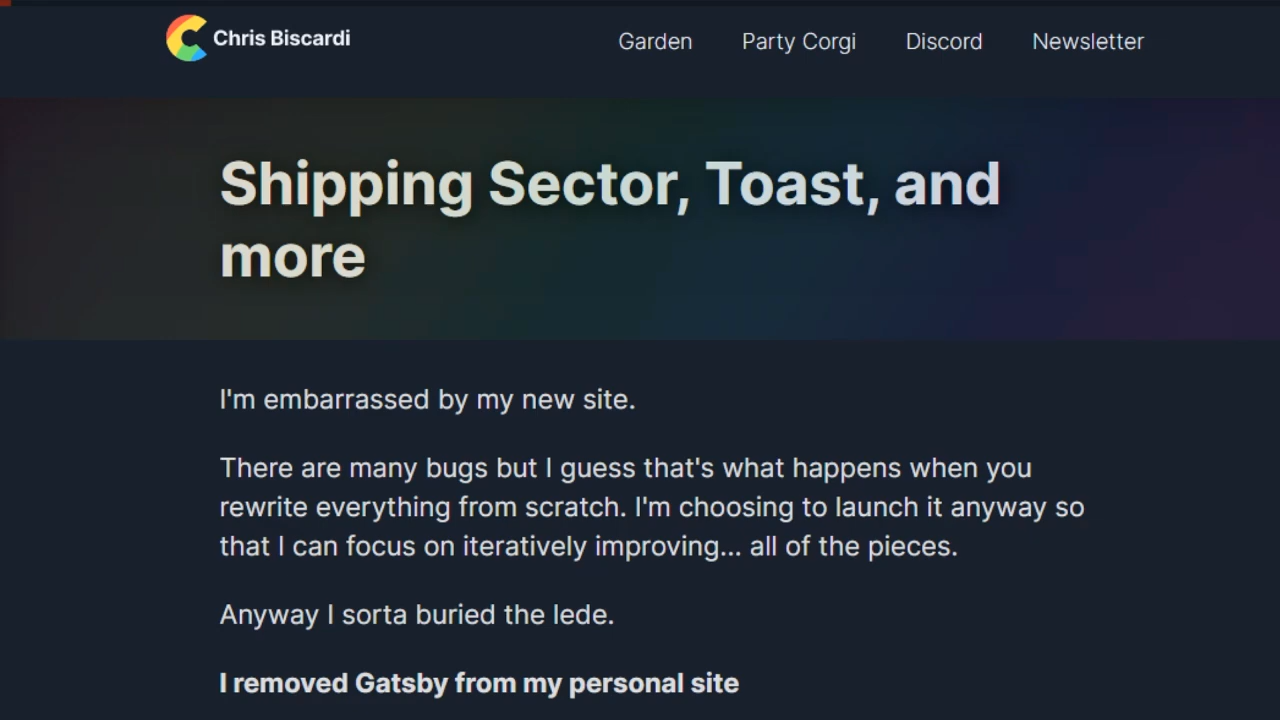 Chris Biscardi
Garden
Party Corgi
Discord
Newsletter
Shipping Sector, Toast, and
more
I'm embarrassed by my new site.
There are many bugs but I guess that's what happens when you
rewrite everything from scratch. I'm choosing to launch it anyway so
that I can focus on iteratively improving... all of the pieces.
Anyway I sorta buried the lede.
I removed Gatsby from my personal site